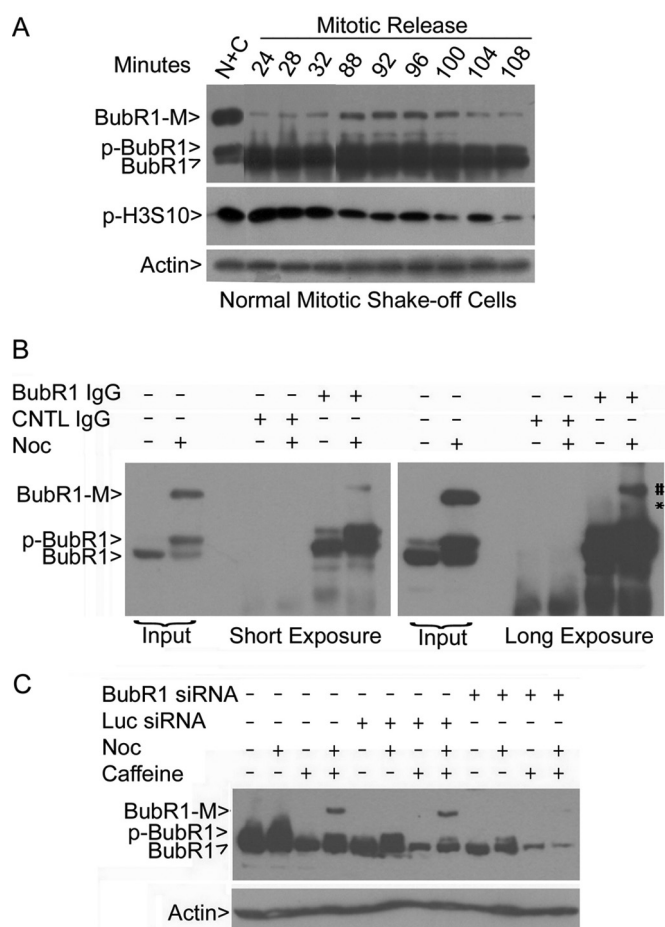 A
Mitotic Release
Minutes N+C 24 28 32 88 92 96 100 104 108
BubR1-M>
p-BubR1>
BubR1>
p-H3S10>
Actin>
Normal Mitotic Shake-off Cells
B
BubR1 IgG - - - - + + - - - - + +
CNTL IgG - - + + - - - - + + - -
Noc - + - + - + - + - + - +
BubR1-M> #
*
p-BubR1>
BubR1>
Input Short Exposure Input Long Exposure
C
BubR1 siRNA - - - - - - - - + + + +
Luc siRNA - - - - + + + + - - - -
Noc - + - + - + - + - + - +
Caffeine - - + + - - + + - - + +
BubR1-M>
p-BubR1>
BubR1>
Actin>